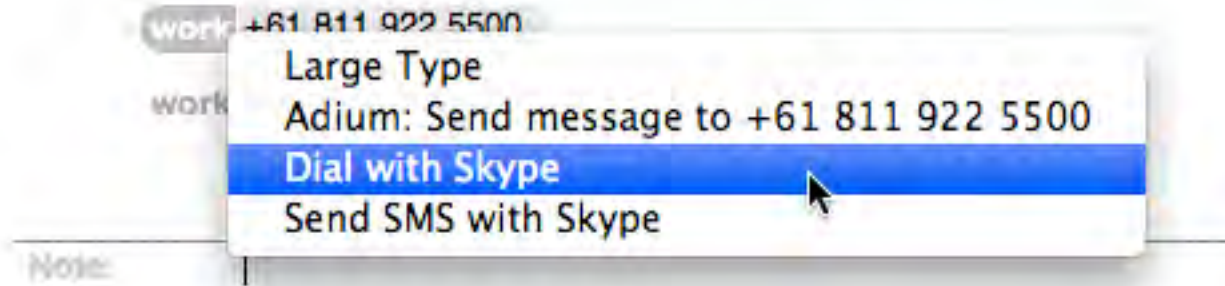 work +61 811 922 5500
Large Type
work
Adium: Send message to +61 811 922 5500
Dial with Skype
Send SMS with Skype
Note: